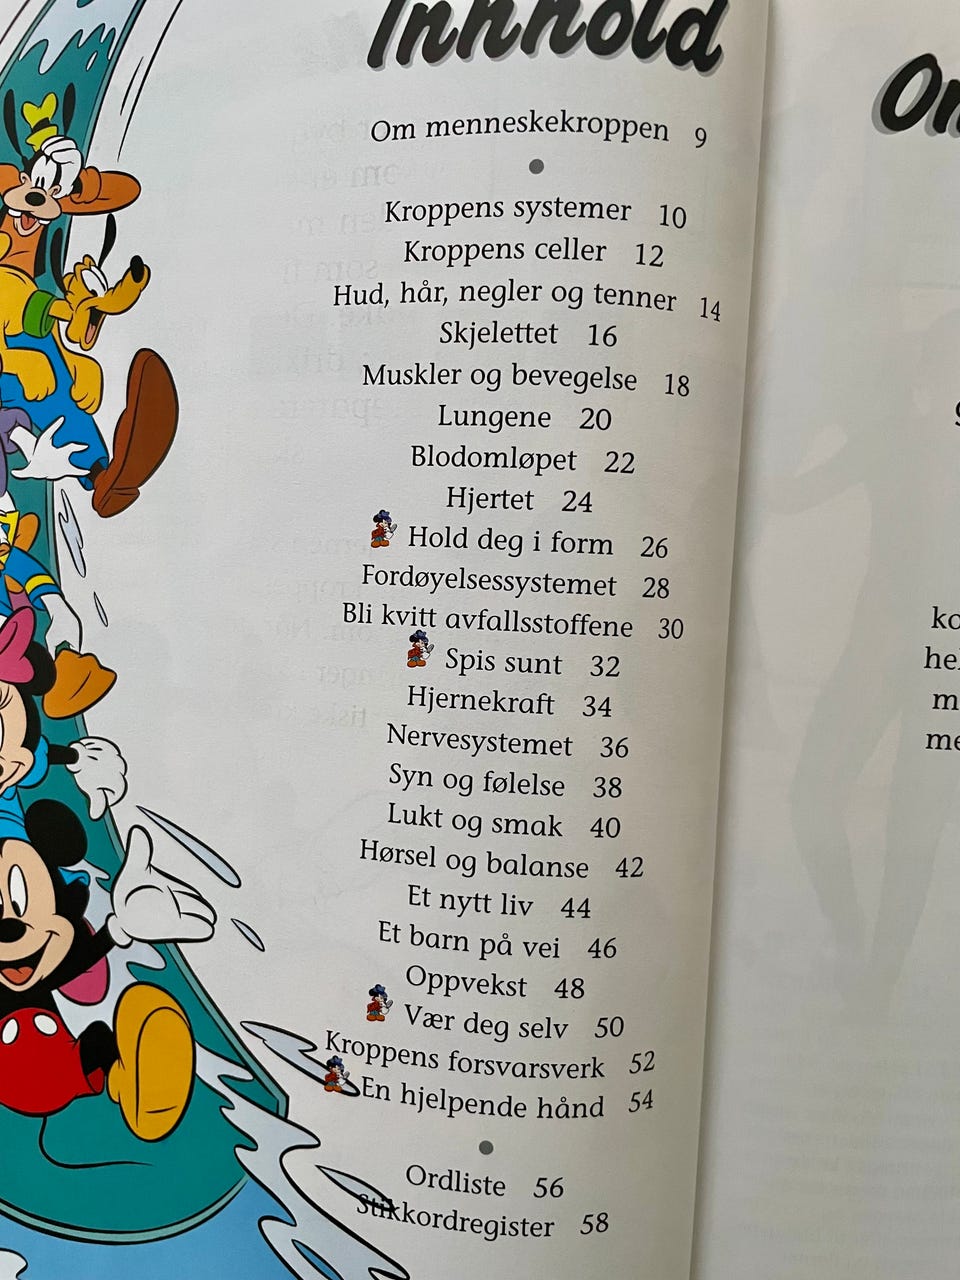 Innhold
Om menneskekroppen 9
Kroppens systemer 10
Kroppens celler 12
Hud, hår, negler og tenner 14
Skjelettet 16
Muskler og bevegelse 18
Lungene 20
Blodomløpet 22
Hjertet 24
Hold deg i form 26
Fordøyelsessystemet 28
Bli kvitt avfallsstoffene 30
Spis sunt 32
Hjernekraft 34
Nervesystemet 36
Syn og følelse 38
Lukt og smak 40
Hørsel og balanse 42
Et nytt liv 44
Et barn på vei 46
Oppvekst 48
Vær deg selv 50
Kroppens forsvarsverk 52
En hjelpende hånd 54
Ordliste 56
Stikkordregister 58